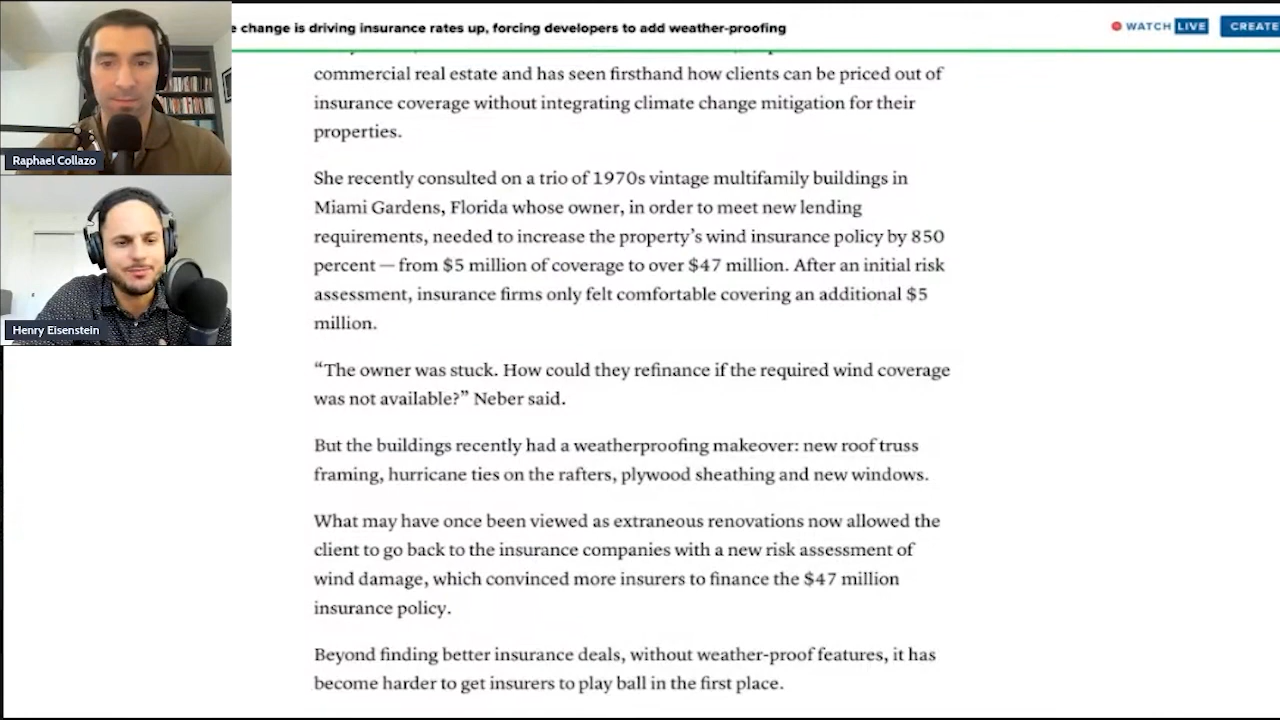 e change is driving insurance rates up, forcing developers to add weather-proofing
WATCH LIVE
CREATE
Raphael Collazo
Henry Eisenstein
commercial real estate and has seen firsthand how clients can be priced out of
insurance coverage without integrating climate change mitigation for their
properties.
She recently consulted on a trio of 1970s vintage multifamily buildings in
Miami Gardens, Florida whose owner, in order to meet new lending
requirements, needed to increase the property’s wind insurance policy by 850
percent — from $5 million of coverage to over $47 million. After an initial risk
assessment, insurance firms only felt comfortable covering an additional $5
million.
“The owner was stuck. How could they refinance if the required wind coverage
was not available?” Neber said.
But the buildings recently had a weatherproofing makeover: new roof truss
framing, hurricane ties on the rafters, plywood sheathing and new windows.
What may have once been viewed as extraneous renovations now allowed the
client to go back to the insurance companies with a new risk assessment of
wind damage, which convinced more insurers to finance the $47 million
insurance policy.
Beyond finding better insurance deals, without weather-proof features, it has
become harder to get insurers to play ball in the first place.